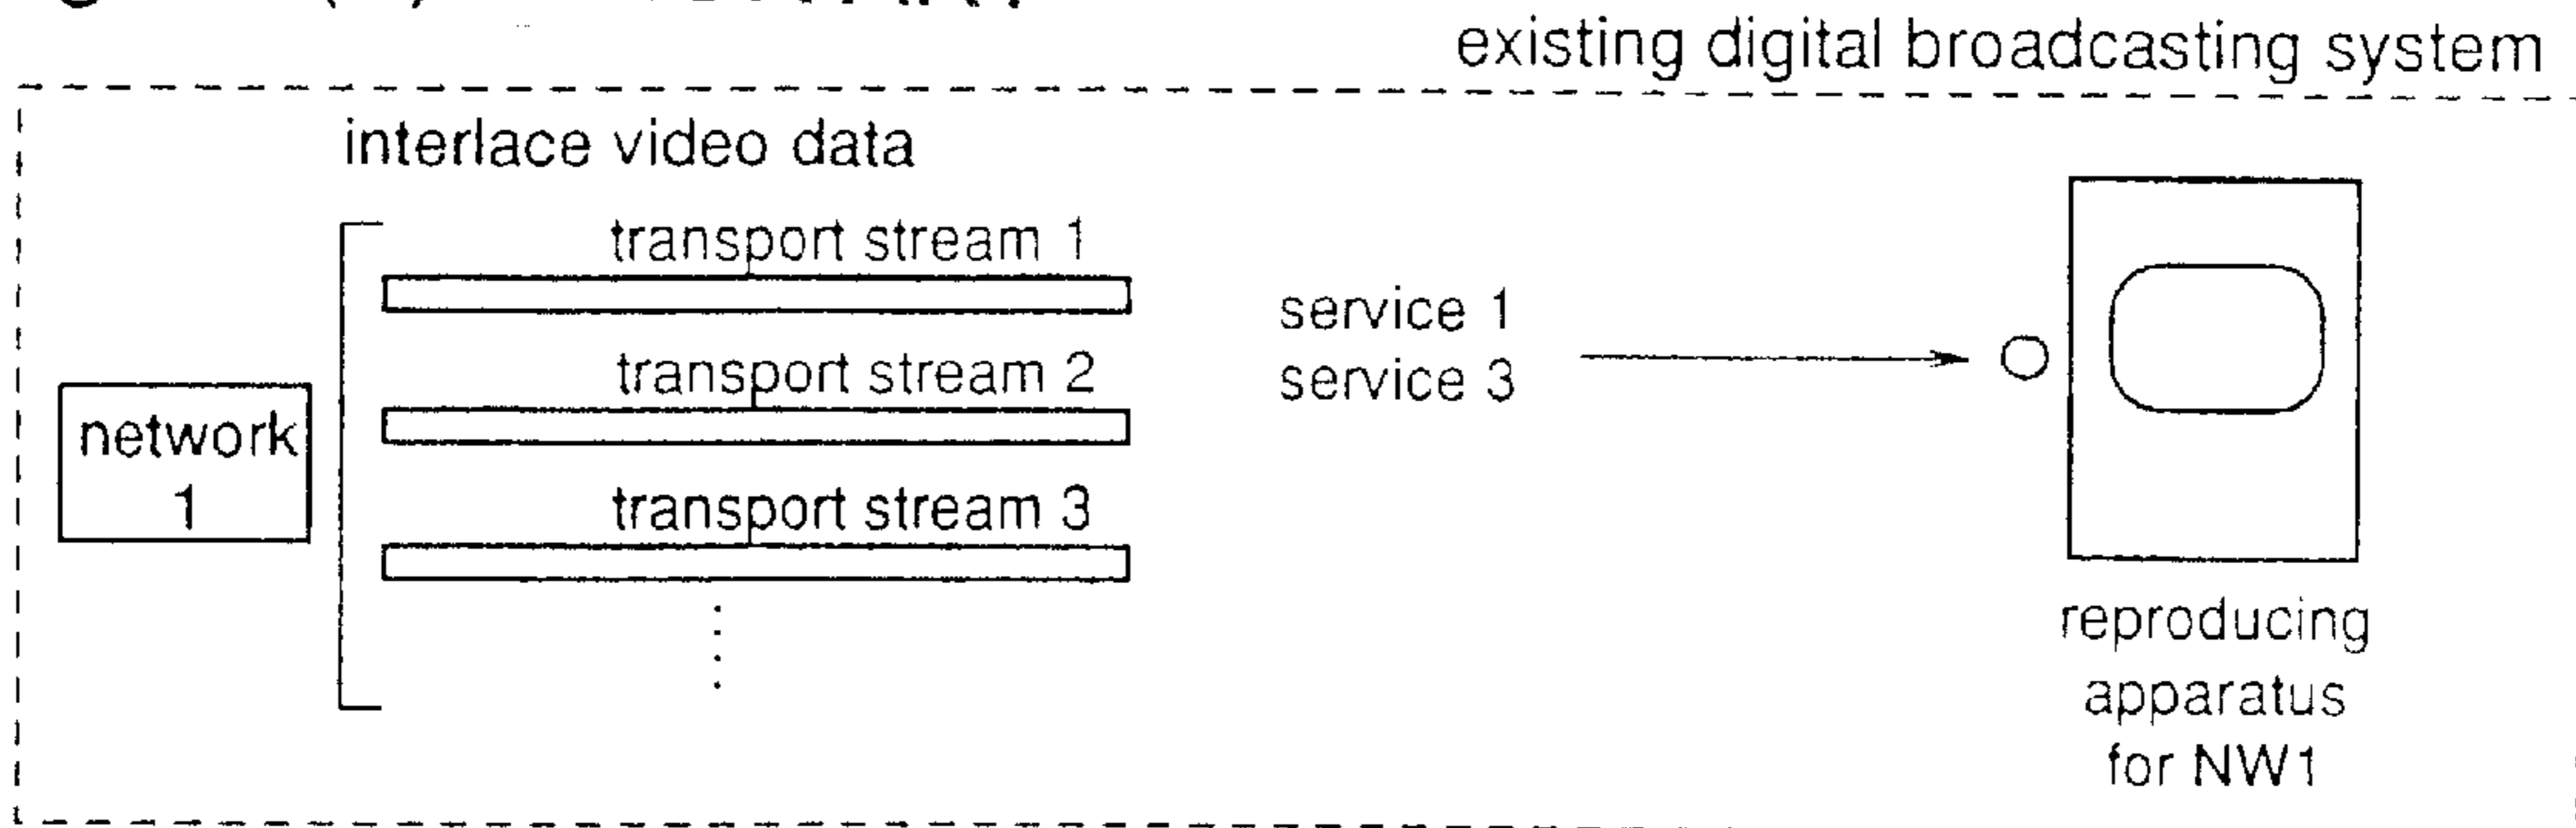 existing digital broadcasting system
interlace video data
transport stream 1
transport stream 2
transport stream 3
network
1
service 1
service 3
reproducing
apparatus
for NW1